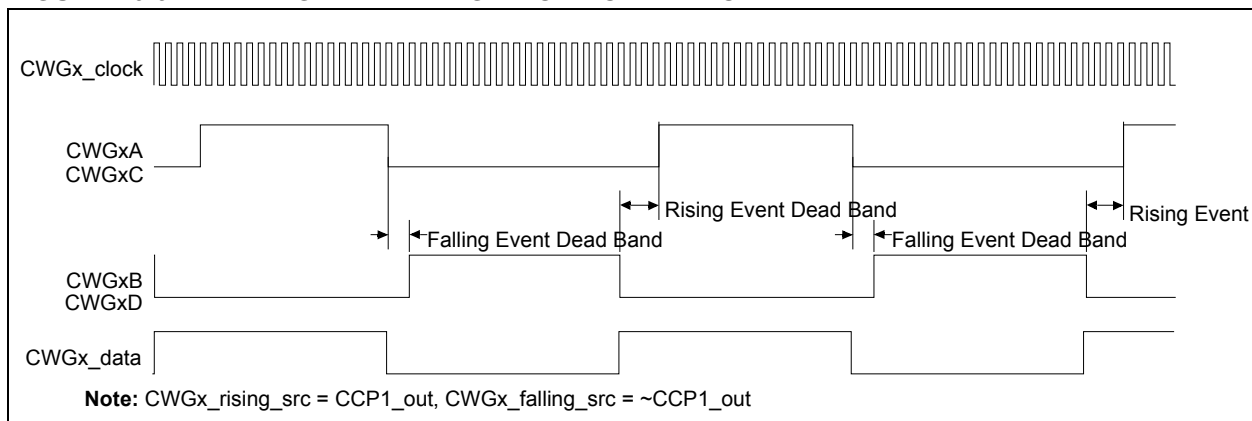 CWGx_clock
CWGxA
CWGxC
Rising Event Dead Band
Rising Event
Falling Event Dead Band
Falling Event Dead Band
CWGxB
CWGxD
CWGx_data
Note: CWGx_rising_src = CCP1_out, CWGx_falling_src = ~CCP1_out